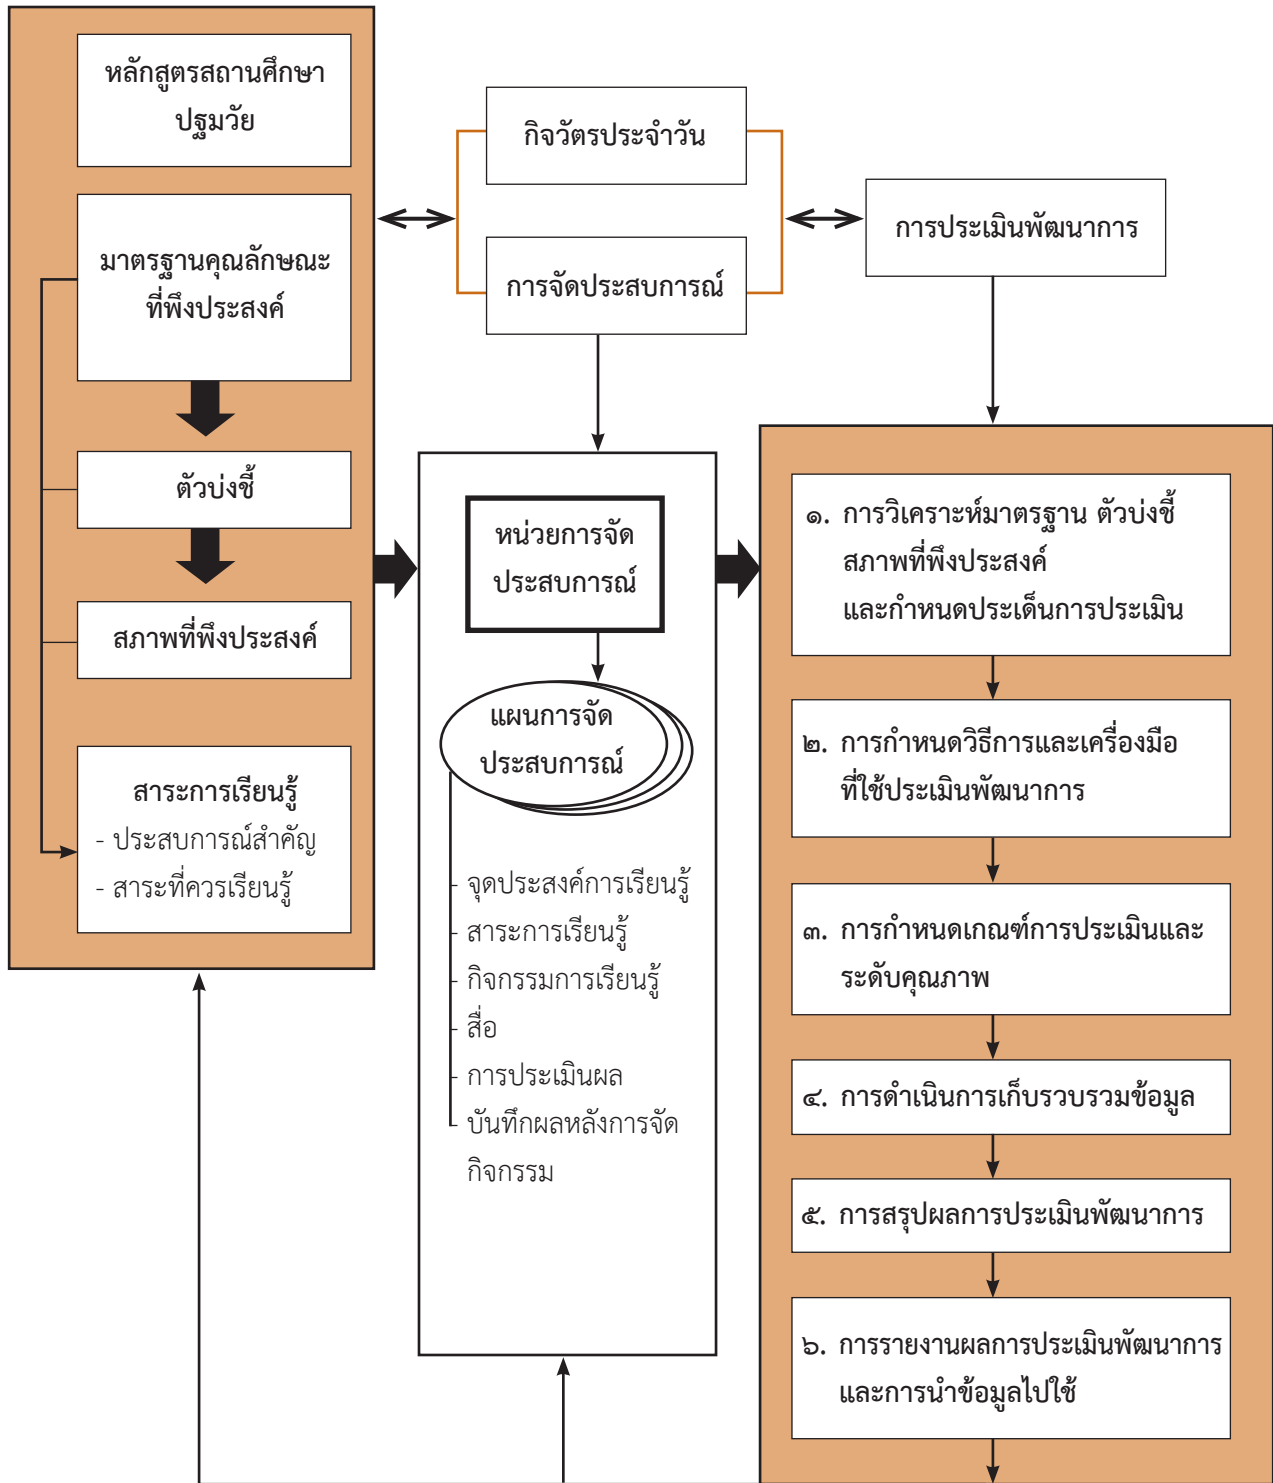 หลักสูตรสถานศึกษา
ปฐมวัย
มาตรฐานคุณลักษณะ
ที่พึงประสงค์
ตัวบ่งชี้
สภาพที่พึงประสงค์
สาระการเรียนรู้
- ประสบการณ์สำคัญ
- สาระที่ควรเรียนรู้
กิจวัตรประจำวัน
การจัดประสบการณ์
หน่วยการจัด
ประสบการณ์
แผนการจัด
ประสบการณ์
- จุดประสงค์การเรียนรู้
- สาระการเรียนรู้
- กิจกรรมการเรียนรู้
- สื่อ
- การประเมินผล
- บันทึกผลหลังการจัด
กิจกรรม
การประเมินพัฒนาการ
๑. การวิเคราะห์มาตรฐาน ตัวบ่งชี้
สภาพที่พึงประสงค์
และกำหนดประเด็นการประเมิน
๒. การกำหนดวิธีการและเครื่องมือ
ที่ใช้ประเมินพัฒนาการ
๓. การกำหนดเกณฑ์การประเมินและ
ระดับคุณภาพ
๔. การดำเนินการเก็บรวบรวมข้อมูล
๕. การสรุปผลการประเมินพัฒนาการ
๖. การรายงานผลการประเมินพัฒนาการ
และการนำข้อมูลไปใช้